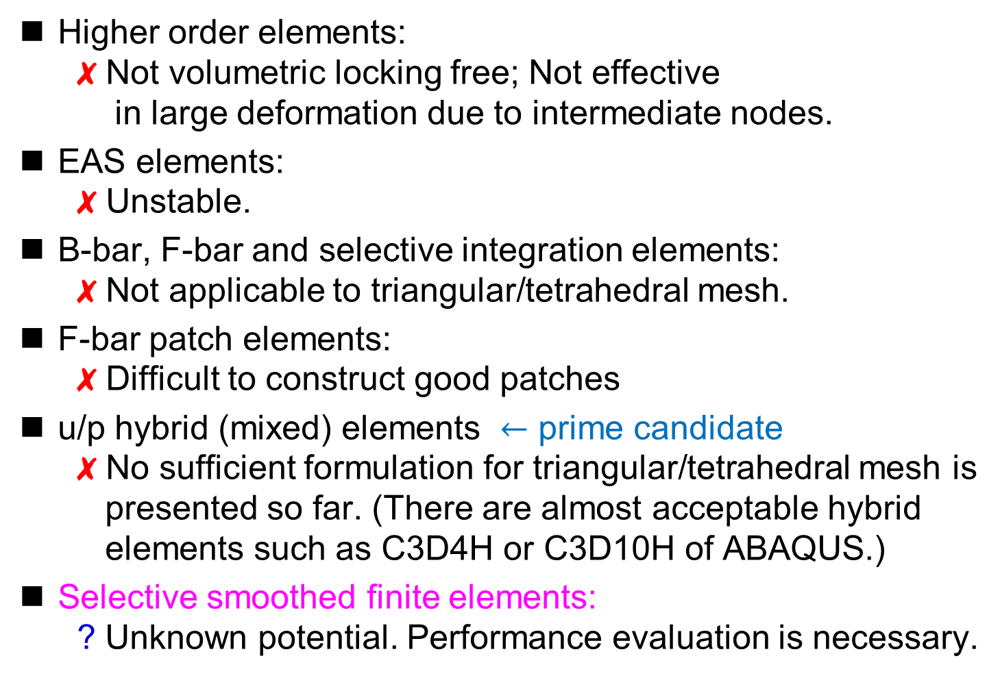 ■ Higher order elements:
✘ Not volumetric locking free; Not effective
in large deformation due to intermediate nodes.
■ EAS elements:
✘ Unstable.
■ B-bar, F-bar and selective integration elements:
✘ Not applicable to triangular/tetrahedral mesh.
■ F-bar patch elements:
✘ Difficult to construct good patches
■ u/p hybrid (mixed) elements ← prime candidate
✘ No sufficient formulation for triangular/tetrahedral mesh is
presented so far. (There are almost acceptable hybrid
elements such as C3D4H or C3D10H of ABAQUS.)
■ Selective smoothed finite elements:
? Unknown potential. Performance evaluation is necessary.